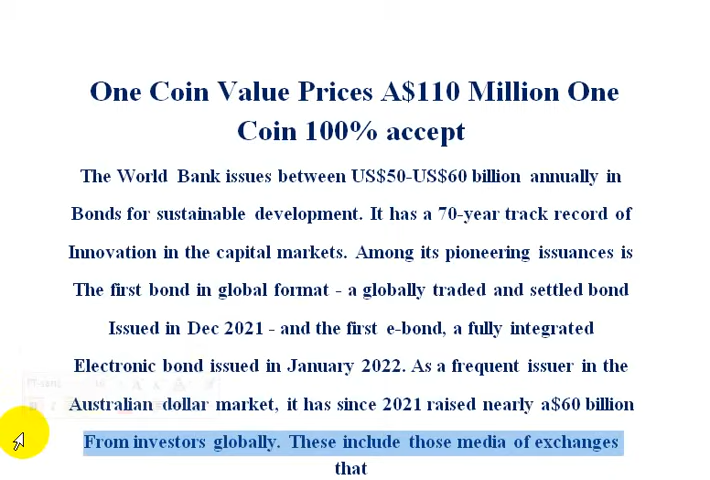 One Coin Value Prices A$110 Million One
Coin 100% accept
The World Bank issues between US$50-US$60 billion annually in
Bonds for sustainable development. It has a 70-year track record of
Innovation in the capital markets. Among its pioneering issuances is
The first bond in global format - a globally traded and settled bond
Issued in Dec 2021 - and the first e-bond, a fully integrated
Electronic bond issued in January 2022. As a frequent issuer in the
Australian dollar market, it has since 2021 raised nearly a$60 billion
From investors globally. These include those media of exchanges
that